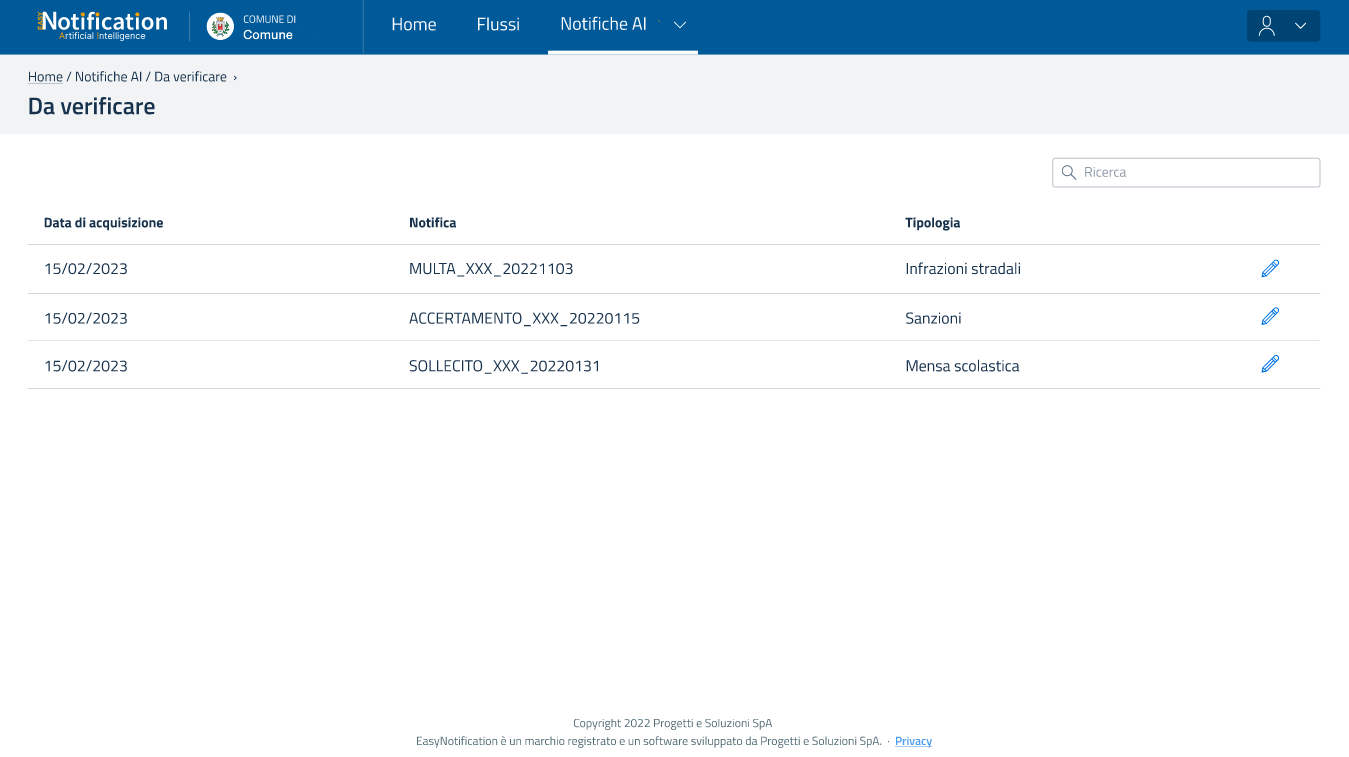 EASY Notification
Artificial Intelligence
COMUNE DI
Comune
Home
Flussi
Notifiche AI
Home / Notifiche AI / Da verificare ›
Da verificare
Ricerca
Data di acquisizione Notifica Tipologia
15/02/2023 MULTA_XXX_20221103 Infrazioni stradali
15/02/2023 ACCERTAMENTO_XXX_20220115 Sanzioni
15/02/2023 SOLLECITO_XXX_20220131 Mensa scolastica
Copyright 2022 Progetti e Soluzioni SpA
EasyNotification è un marchio registrato e un software sviluppato da Progetti e Soluzioni SpA. · Privacy